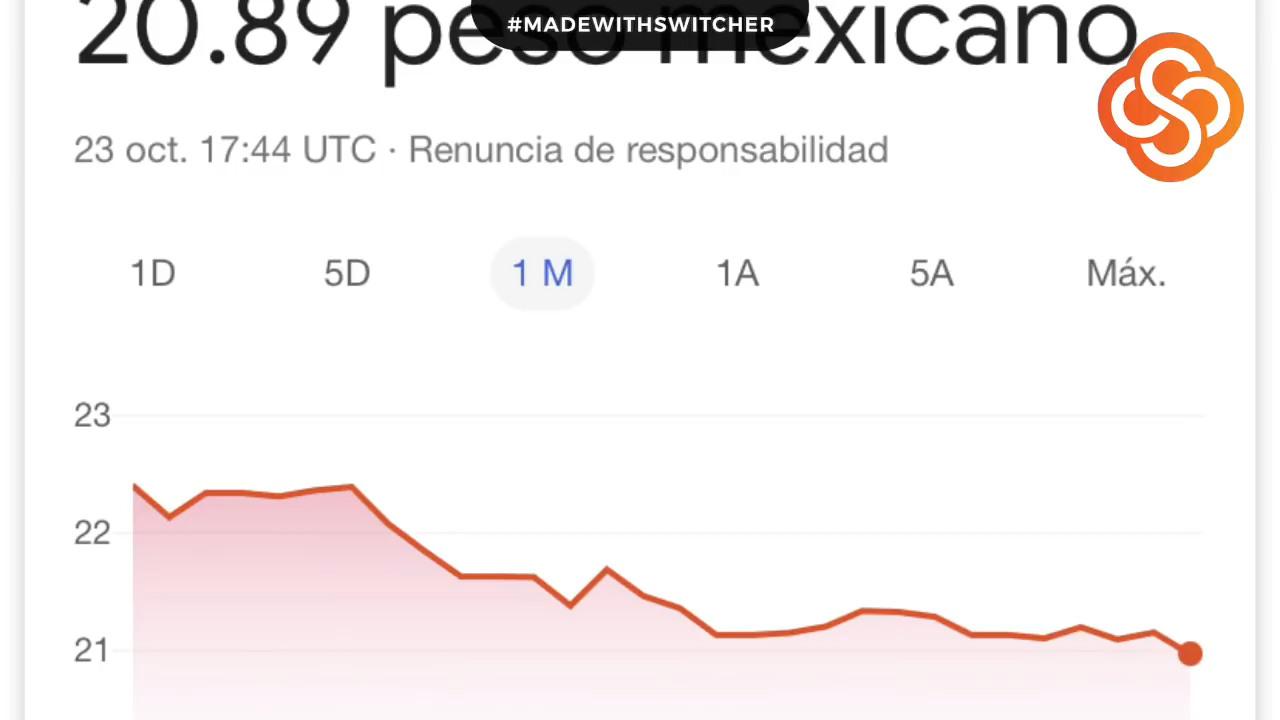 #MADEWITHSWITCHER
20.89 peso mexicano
23 oct. 17:44 UTC · Renuncia de responsabilidad
1D 5D 1 M 1A 5A Máx.
23
22
21